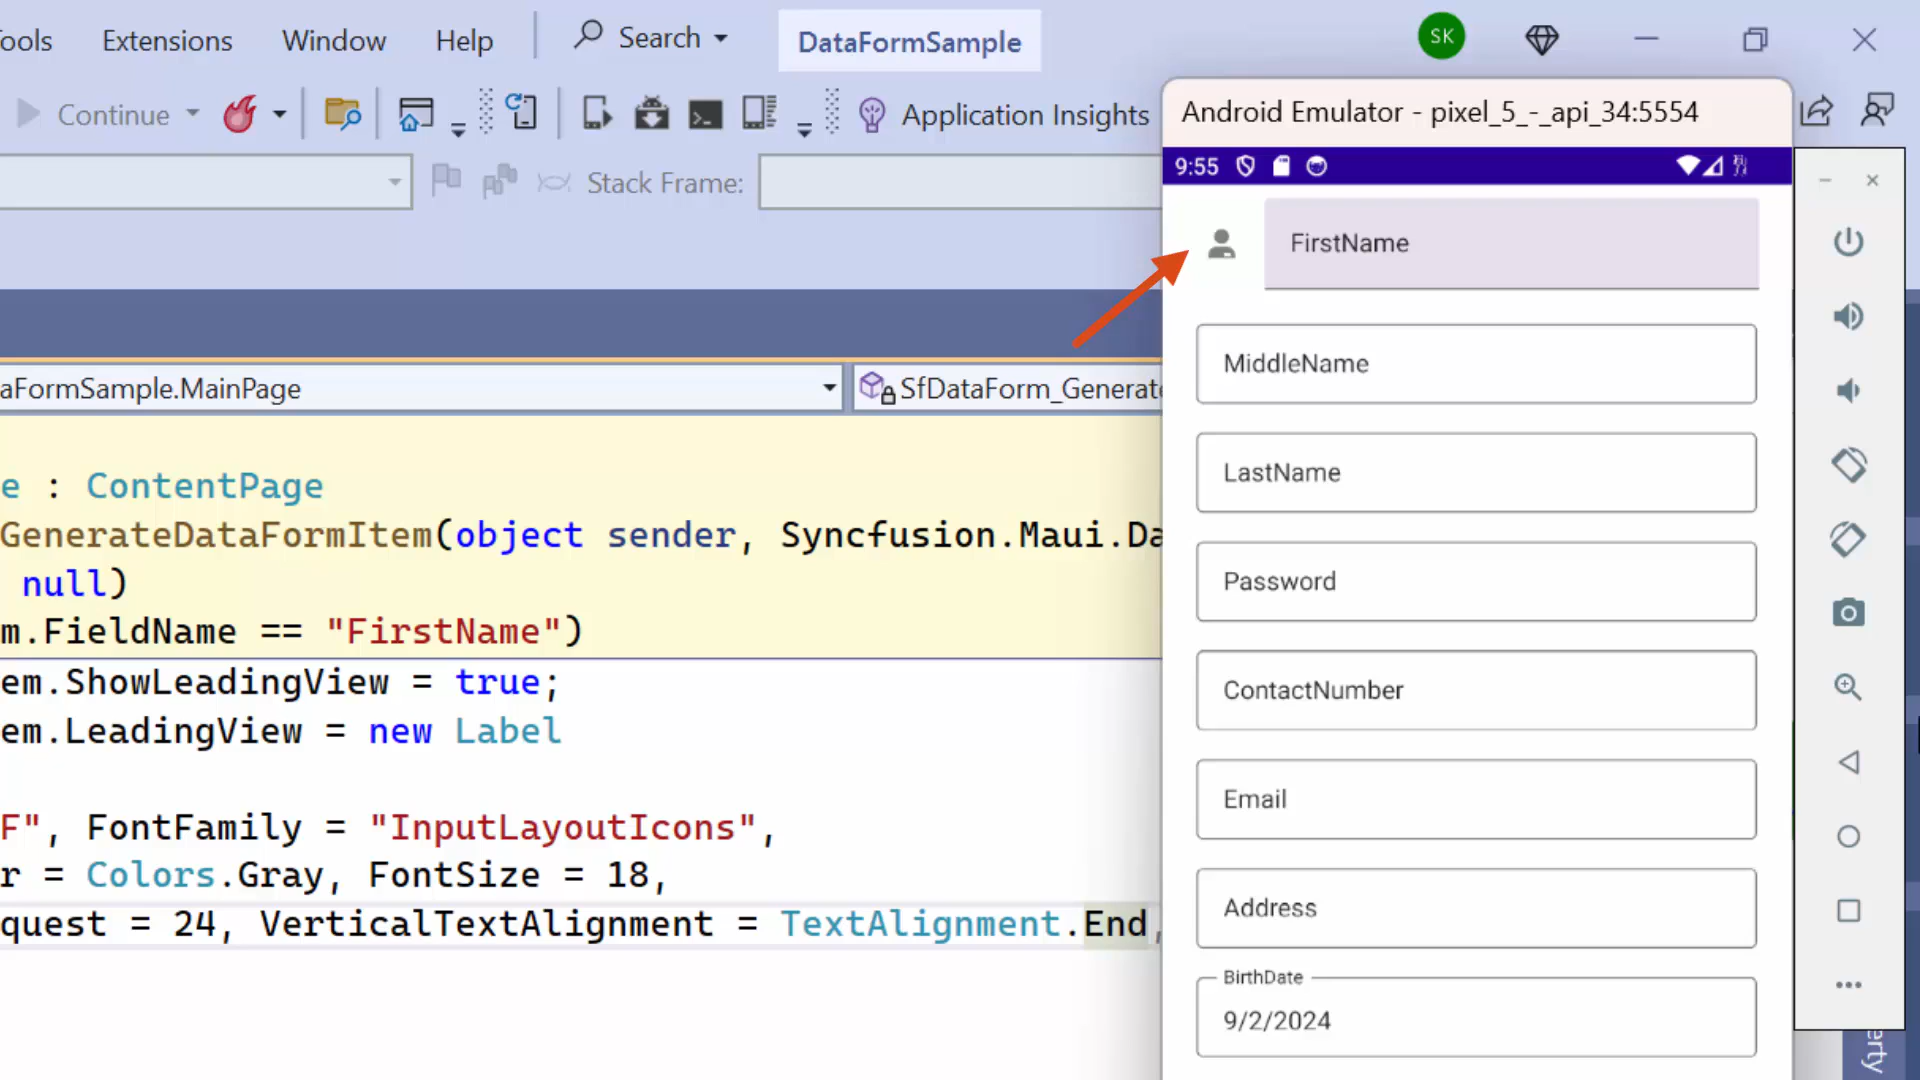 ools Extensions Window Help Search DataFormSample SK
Continue Application Insights
Stack Frame:
aFormSample.MainPage SfDataForm_Generate
e : ContentPage
GenerateDataFormItem(object sender, Syncfusion.Maui.Da
null)
m.FieldName == "FirstName")
em.ShowLeadingView = true;
em.LeadingView = new Label
F", FontFamily = "InputLayoutIcons",
r = Colors.Gray, FontSize = 18,
quest = 24, VerticalTextAlignment = TextAlignment.End,
Android Emulator - pixel_5_-_api_34:5554
9:55
FirstName
MiddleName
LastName
Password
ContactNumber
Email
Address
BirthDate
9/2/2024
erty